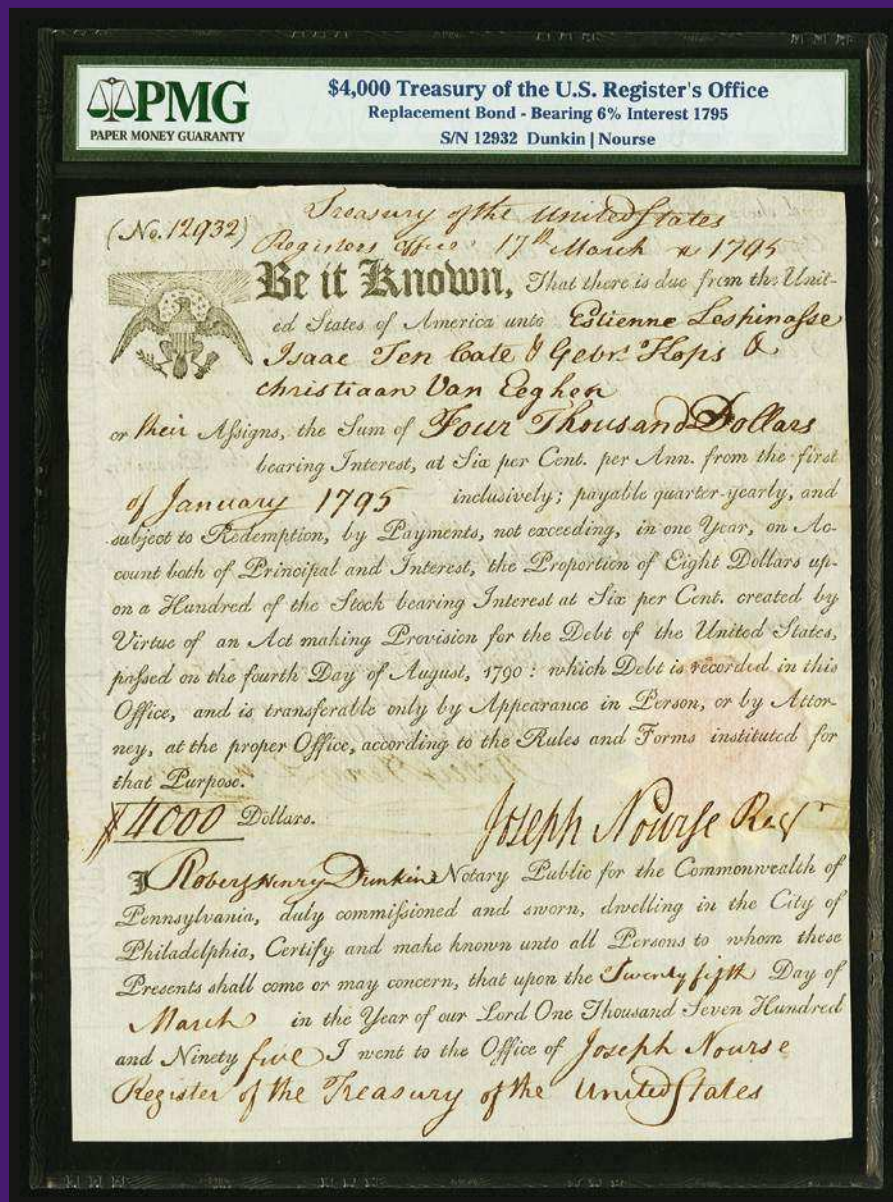 PMG
PAPER MONEY GUARANTY
$4,000 Treasury of the U.S. Register's Office
Replacement Bond - Bearing 6% Interest 1795
S/N 12932 Dunkin | Nourse
(No. 12932)
Treasury of the United States
Registers Office 17th March 1795
Be it Known, That there is due from the Unit-
ed States of America unto Estienne Lespinasse
Isaac Ten Cate & Gebrs. Kops &
Christiaan Van Eeghen
or their Assigns, the Sum of Four Thousand Dollars
bearing Interest, at Six per Cent. per Ann. from the first
of January 1795 inclusively; payable quarter-yearly, and
subject to Redemption, by Payments, not exceeding, in one Year, on Ac-
count both of Principal and Interest, the Proportion of Eight Dollars up-
on a Hundred of the Stock bearing Interest at Six per Cent. created by
Virtue of an Act making Provision for the Debt of the United States,
passed on the fourth Day of August, 1790: which Debt is recorded in this
Office, and is transferable only by Appearance in Person, or by Attor-
ney, at the proper Office, according to the Rules and Forms instituted for
that Purpose.
$4000 Dollars.
Joseph Nourse Regr
I Robert Henry Dunkin Notary Public for the Commonwealth of
Pennsylvania, duly commissioned and sworn, dwelling in the City of
Philadelphia, Certify and make known unto all Persons to whom these
Presents shall come or may concern, that upon the Twenty fifth Day of
March in the Year of our Lord One Thousand Seven Hundred
and Ninety five I went to the Office of Joseph Nourse
Register of the Treasury of the United States